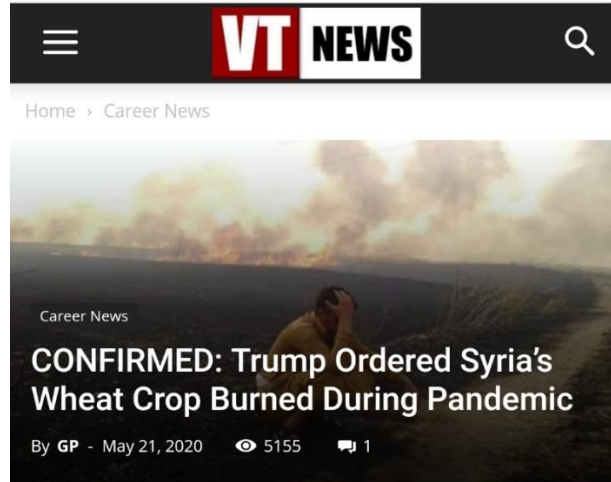 VT NEWS
Home › Career News
Career News
CONFIRMED: Trump Ordered Syria's
Wheat Crop Burned During Pandemic
By GP - May 21, 2020 5155 1